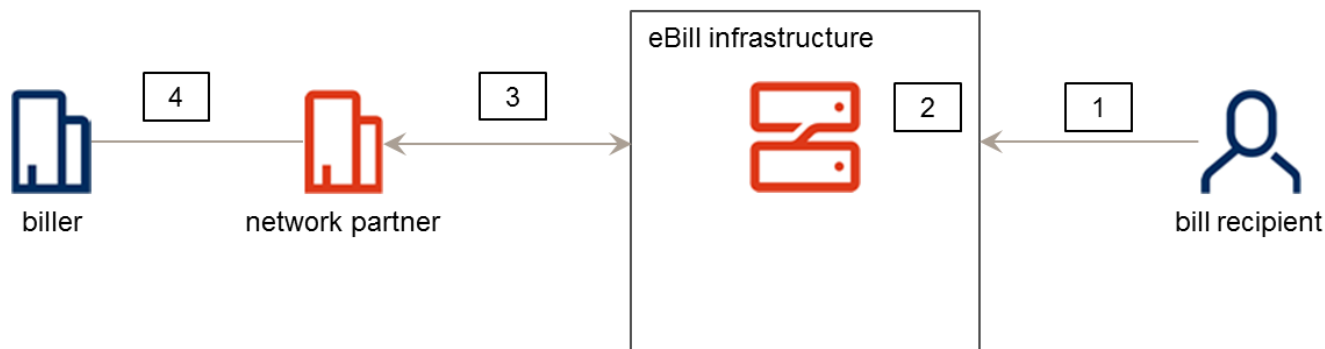 eBill infrastructure
4
3
2
1
biller
network partner
bill recipient